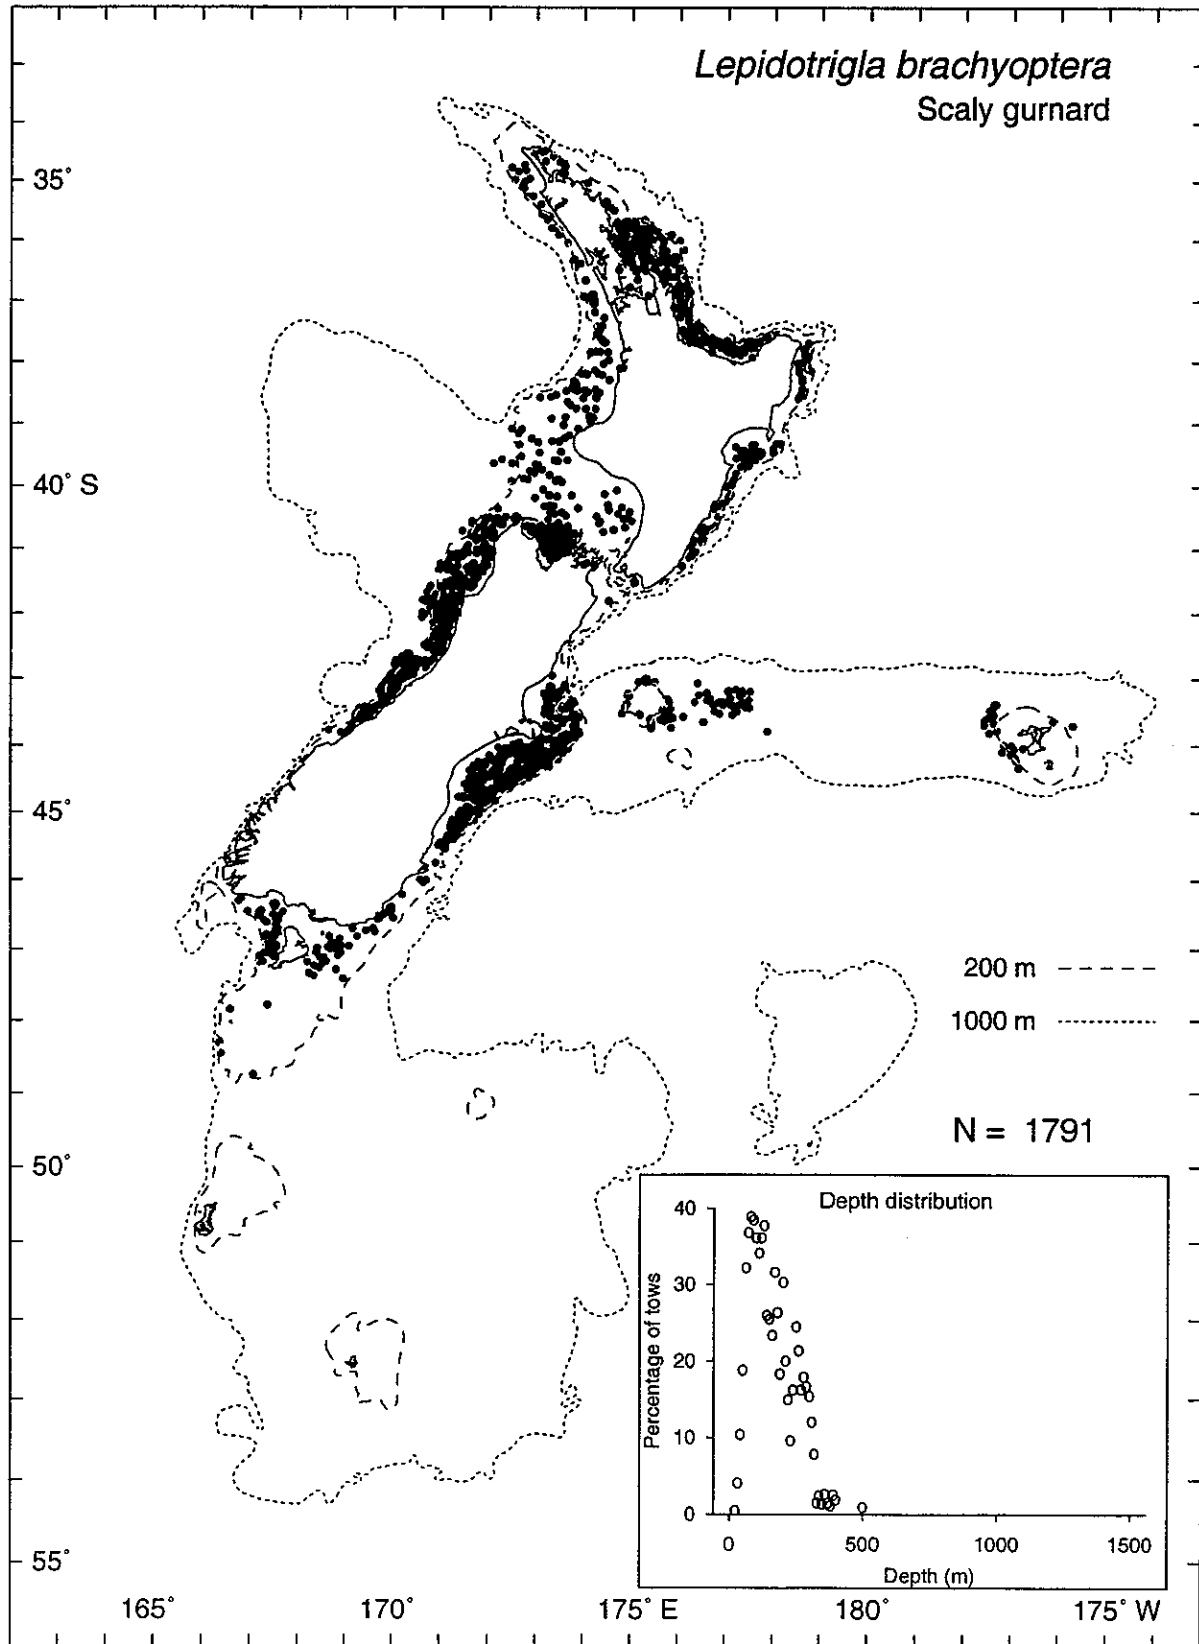 Lepidotrigla brachyoptera
Scaly gurnard
35°
40° S
45°
50°
55°
200 m
1000 m
N = 1791
Depth distribution
40
30
20
10
0
Percentage of tows
0 500 1000 1500
Depth (m)
165° 170° 175° E 180° 175° W